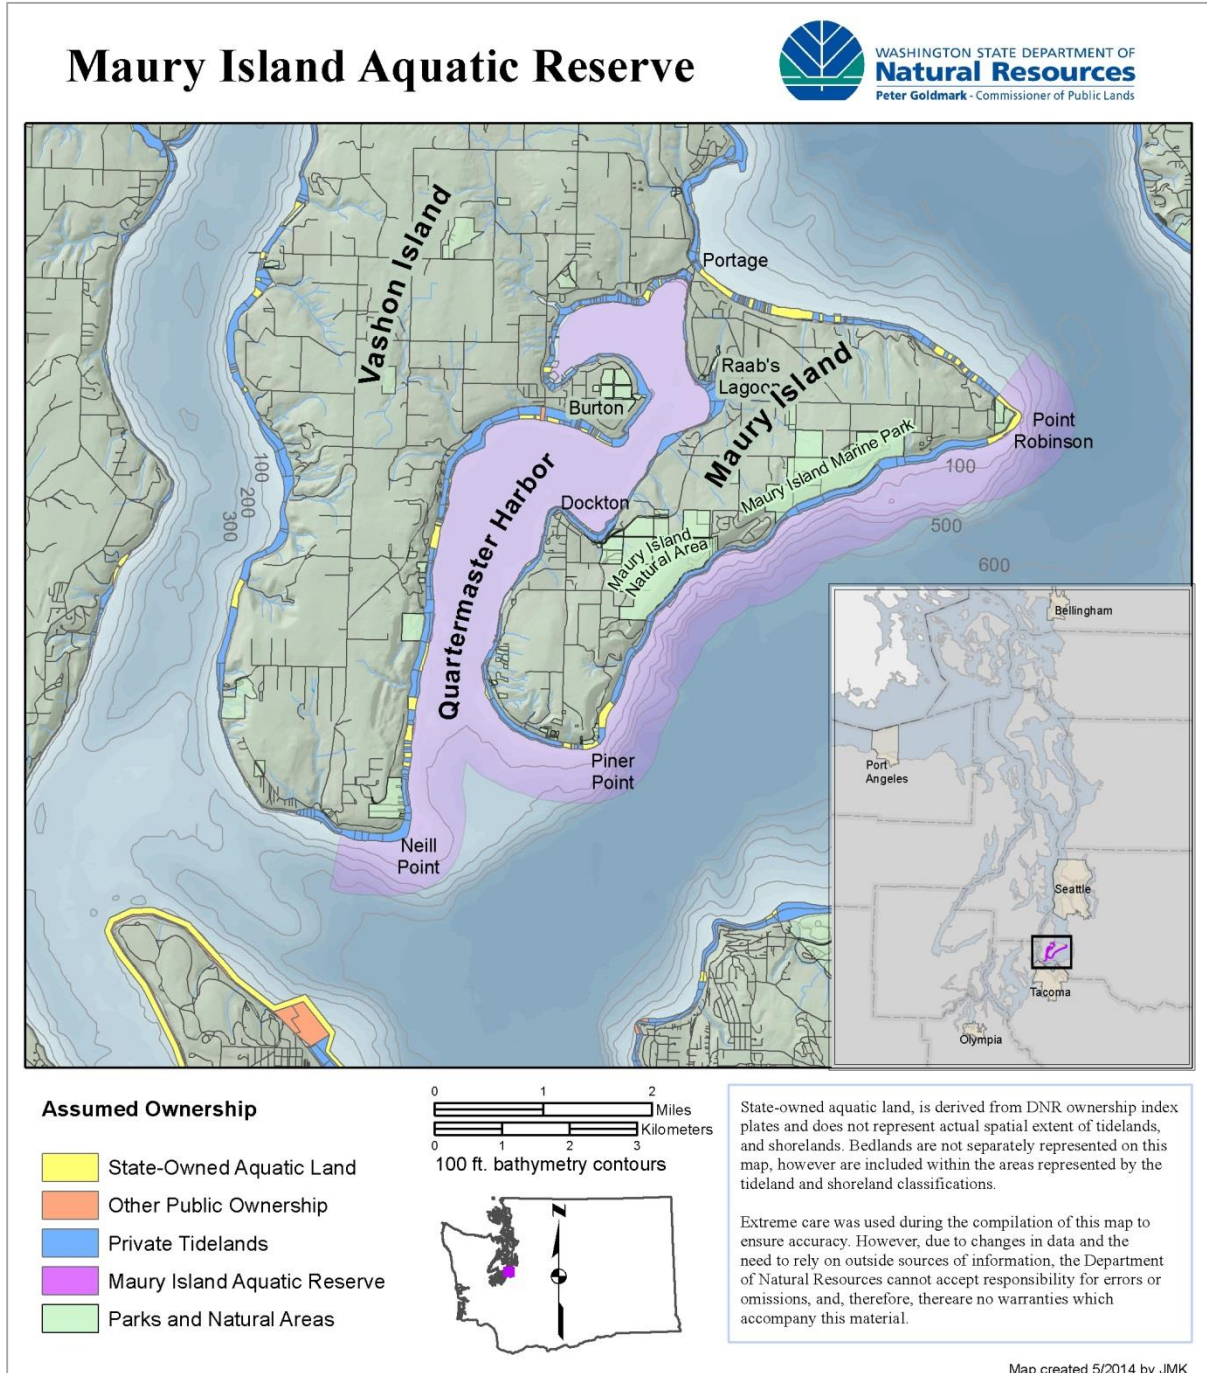 Maury Island Aquatic Reserve
WASHINGTON STATE DEPARTMENT OF
Natural Resources
Peter Goldmark - Commissioner of Public Lands
Vashon Island
Portage
Raab's
Lagoon
Maury Island
Burton
Point
Robinson
Maury Island Marine Park
100
200
300
100
500
600
Quartermaster Harbor
Dockton
Maury Island
Natural Area
Piner
Point
Neill
Point
Bellingham
Port
Angeles
Seattle
Tacoma
Olympia
Assumed Ownership
State-Owned Aquatic Land
Other Public Ownership
Private Tidelands
Maury Island Aquatic Reserve
Parks and Natural Areas
0 1 2
Miles
Kilometers
0 1 2 3
100 ft. bathymetry contours
N
State-owned aquatic land, is derived from DNR ownership index
plates and does not represent actual spatial extent of tidelands,
and shorelands. Bedlands are not separately represented on this
map, however are included within the areas represented by the
tideland and shoreland classifications.
Extreme care was used during the compilation of this map to
ensure accuracy. However, due to changes in data and the
need to rely on outside sources of information, the Department
of Natural Resources cannot accept responsibility for errors or
omissions, and, therefore, thereare no warranties which
accompany this material.
Map created 5/2014 by JMK